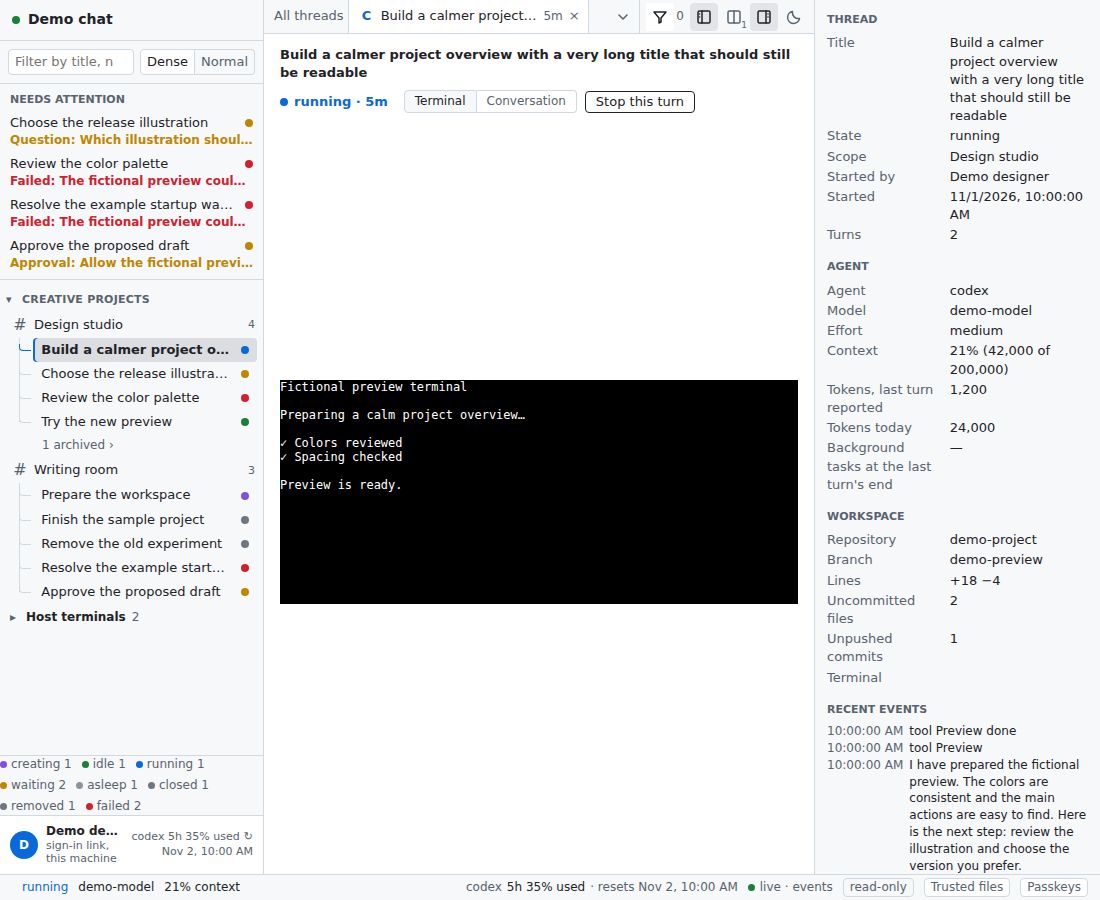 Demo chat
Filter by title, n
Dense
Normal
NEEDS ATTENTION
Choose the release illustration
Question: Which illustration shoul…
Review the color palette
Failed: The fictional preview coul…
Resolve the example startup wa…
Failed: The fictional preview coul…
Approve the proposed draft
Approval: Allow the fictional previ…
▾ CREATIVE PROJECTS
# Design studio 4
Build a calmer project o…
Choose the release illustra…
Review the color palette
Try the new preview
1 archived ›
# Writing room 3
Prepare the workspace
Finish the sample project
Remove the old experiment
Resolve the example start…
Approve the proposed draft
▸ Host terminals 2
creating 1 idle 1 running 1
waiting 2 asleep 1 closed 1
removed 1 failed 2
D
Demo de…
sign-in link,
this machine
codex 5h 35% used ↻
Nov 2, 10:00 AM
All threads
C Build a calmer project… 5m ×
0
1
Build a calmer project overview with a very long title that should still
be readable
running · 5m
Terminal
Conversation
Stop this turn
Fictional preview terminal
Preparing a calm project overview…
✓ Colors reviewed
✓ Spacing checked
Preview is ready.
THREAD
Title Build a calmer
project overview
with a very long title
that should still be
readable
State running
Scope Design studio
Started by Demo designer
Started 11/1/2026, 10:00:00
AM
Turns 2
AGENT
Agent codex
Model demo-model
Effort medium
Context 21% (42,000 of
200,000)
Tokens, last turn 1,200
reported
Tokens today 24,000
Background —
tasks at the last
turn's end
WORKSPACE
Repository demo-project
Branch demo-preview
Lines +18 −4
Uncommitted 2
files
Unpushed 1
commits
Terminal
RECENT EVENTS
10:00:00 AM tool Preview done
10:00:00 AM tool Preview
10:00:00 AM I have prepared the fictional
preview. The colors are
consistent and the main
actions are easy to find. Here
is the next step: review the
illustration and choose the
version you prefer.
running demo-model 21% context
codex 5h 35% used · resets Nov 2, 10:00 AM
live · events
read-only
Trusted files
Passkeys